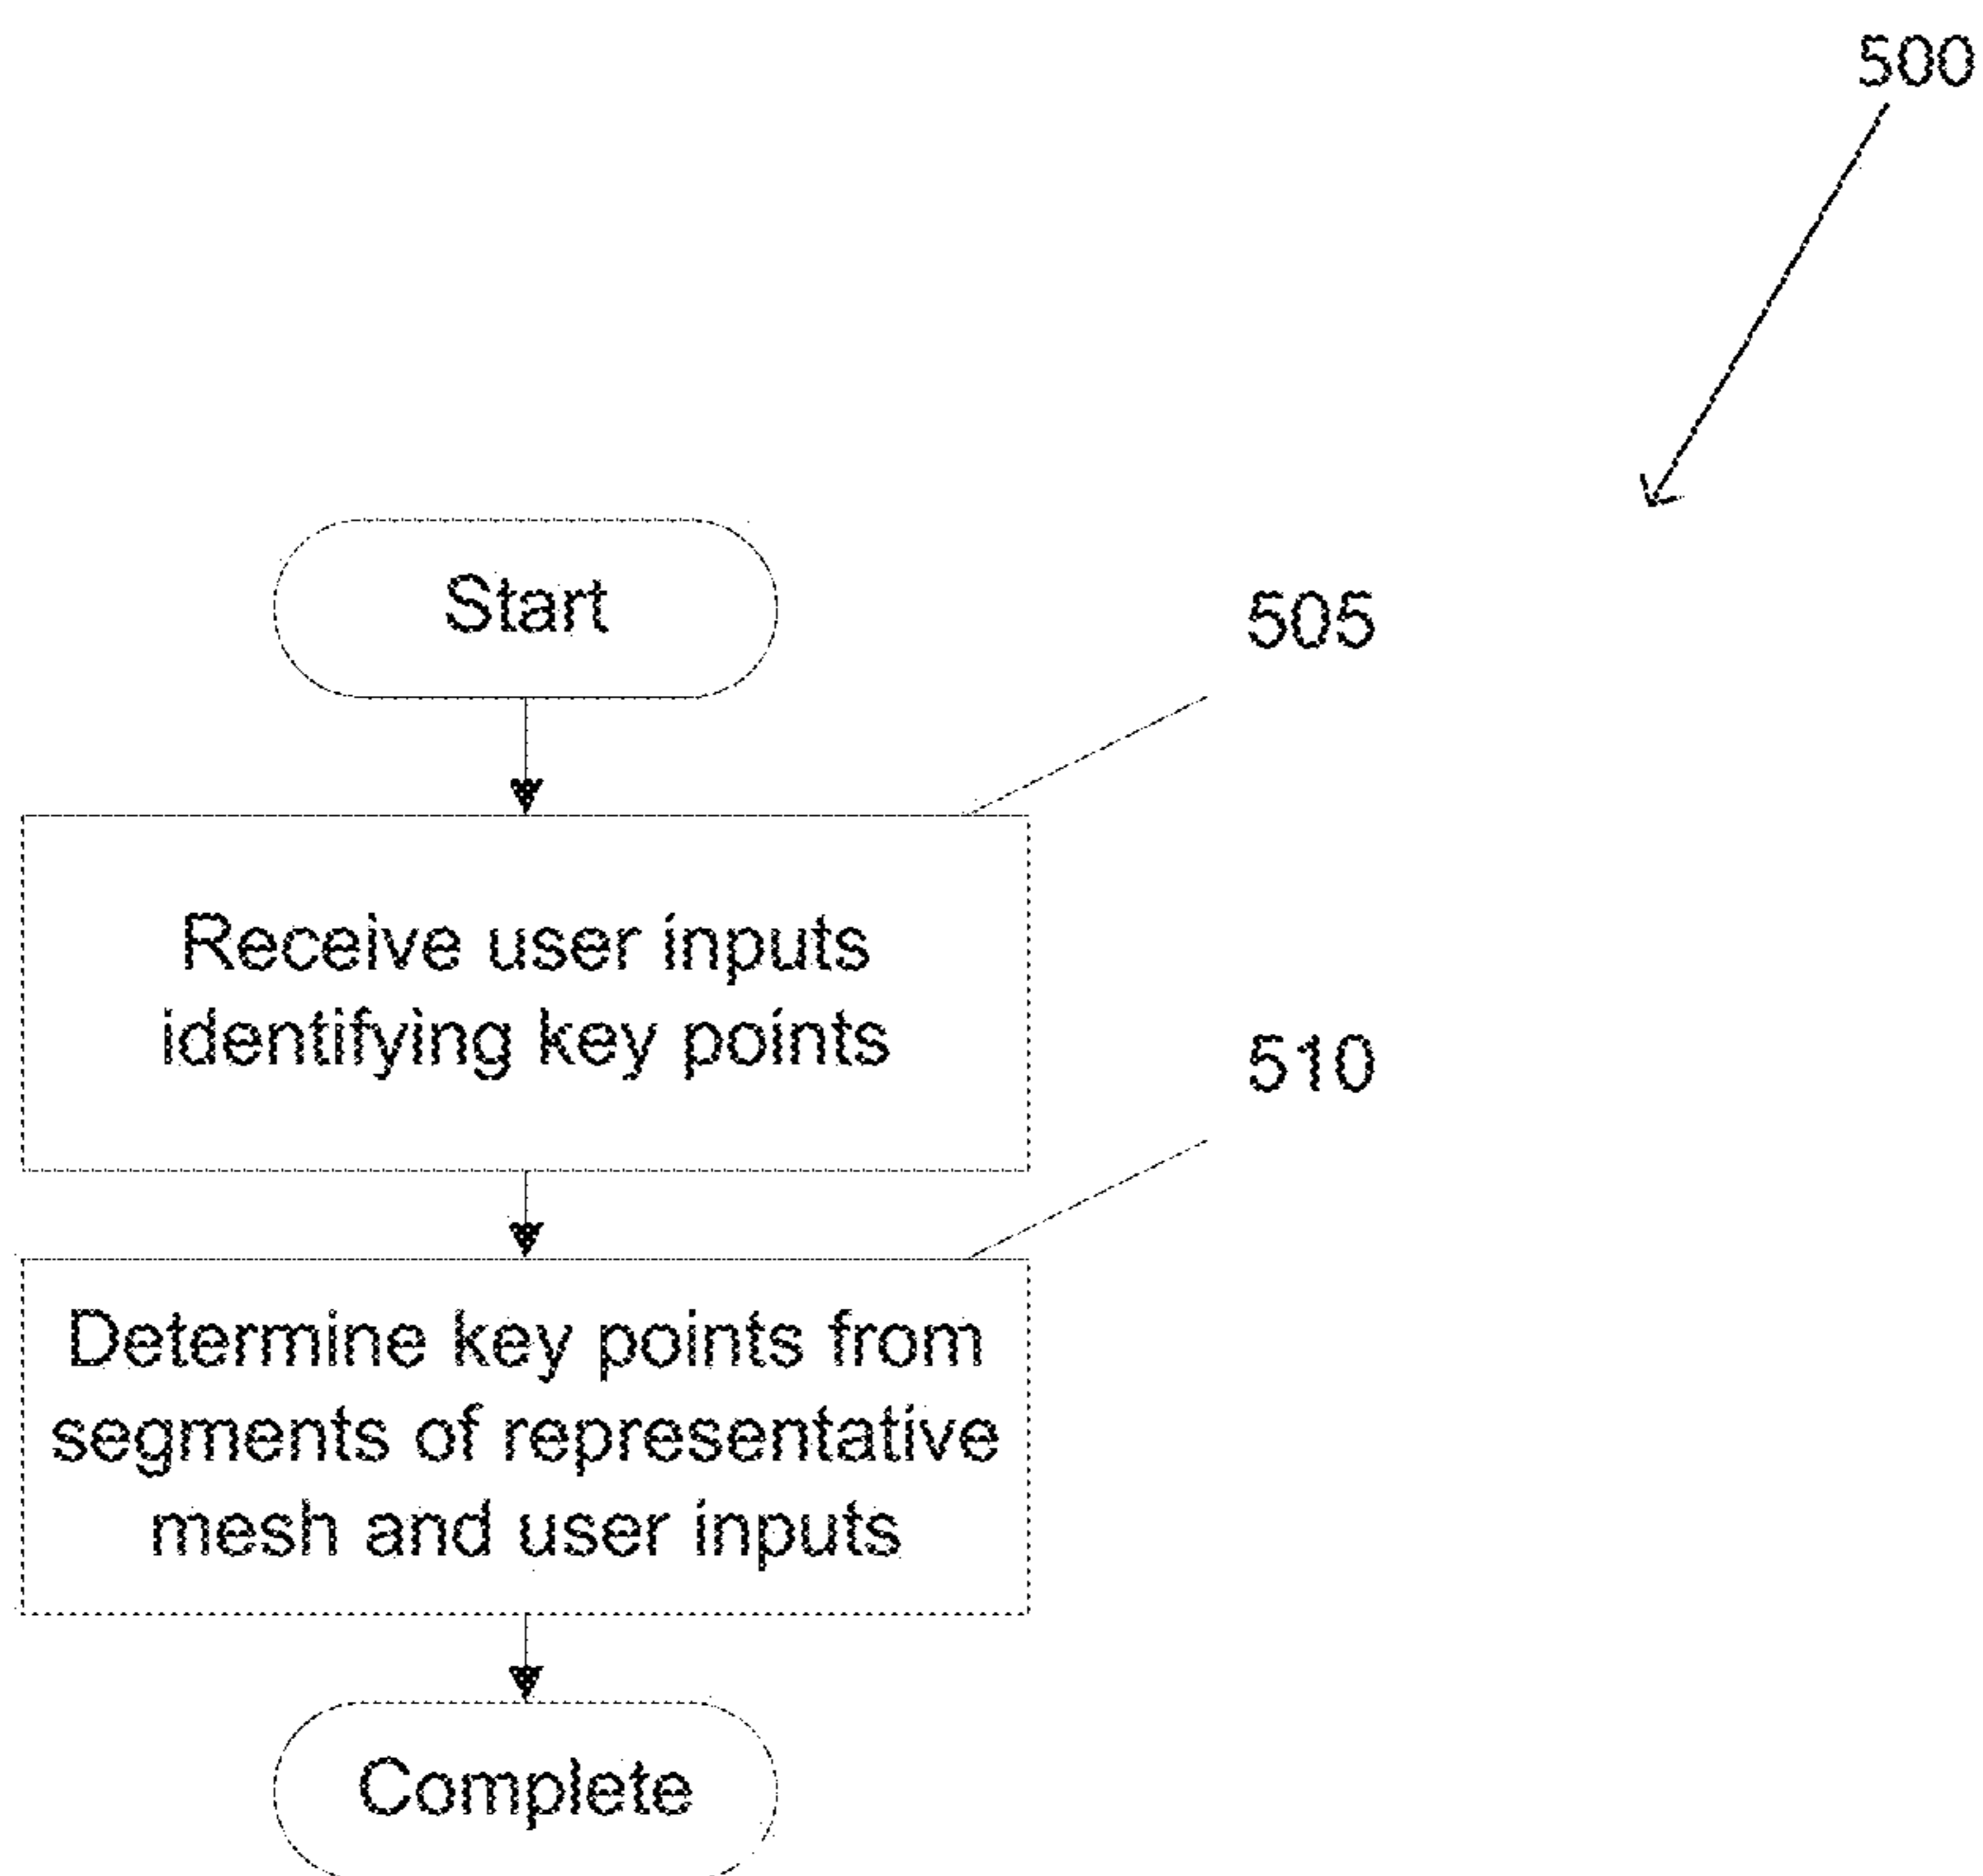 500
Start
505
Receive user inputs
identifying key points
510
Determine key points from
segments of representative
mesh and user inputs
Complete